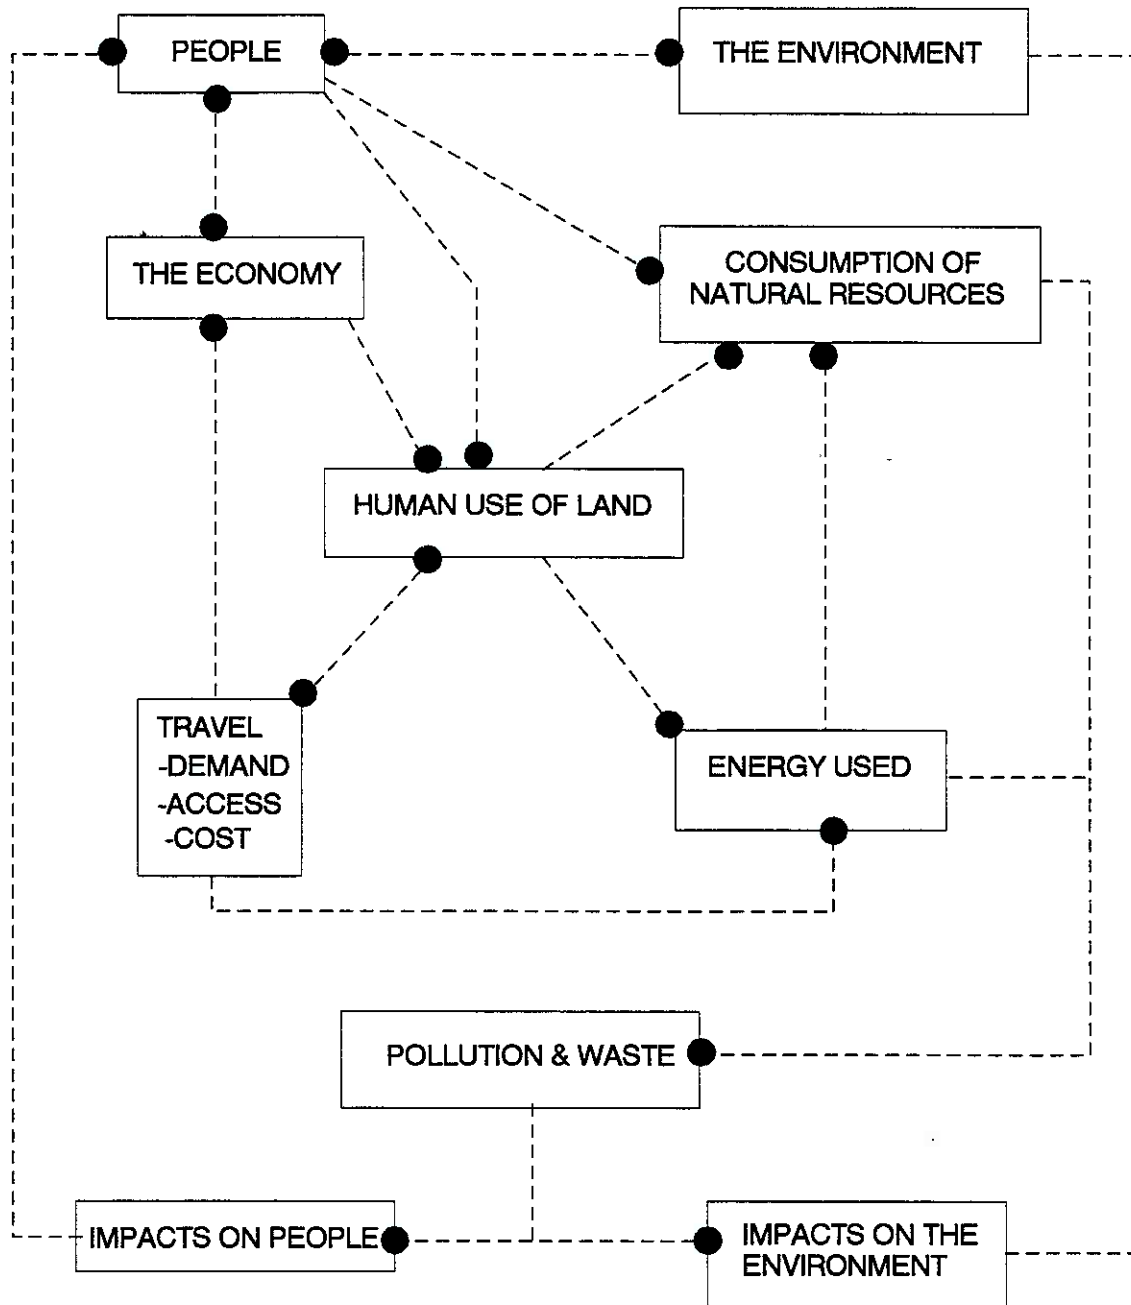 PEOPLE
THE ENVIRONMENT
THE ECONOMY
CONSUMPTION OF
NATURAL RESOURCES
HUMAN USE OF LAND
TRAVEL
-DEMAND
-ACCESS
-COST
ENERGY USED
POLLUTION & WASTE
IMPACTS ON PEOPLE
IMPACTS ON THE
ENVIRONMENT